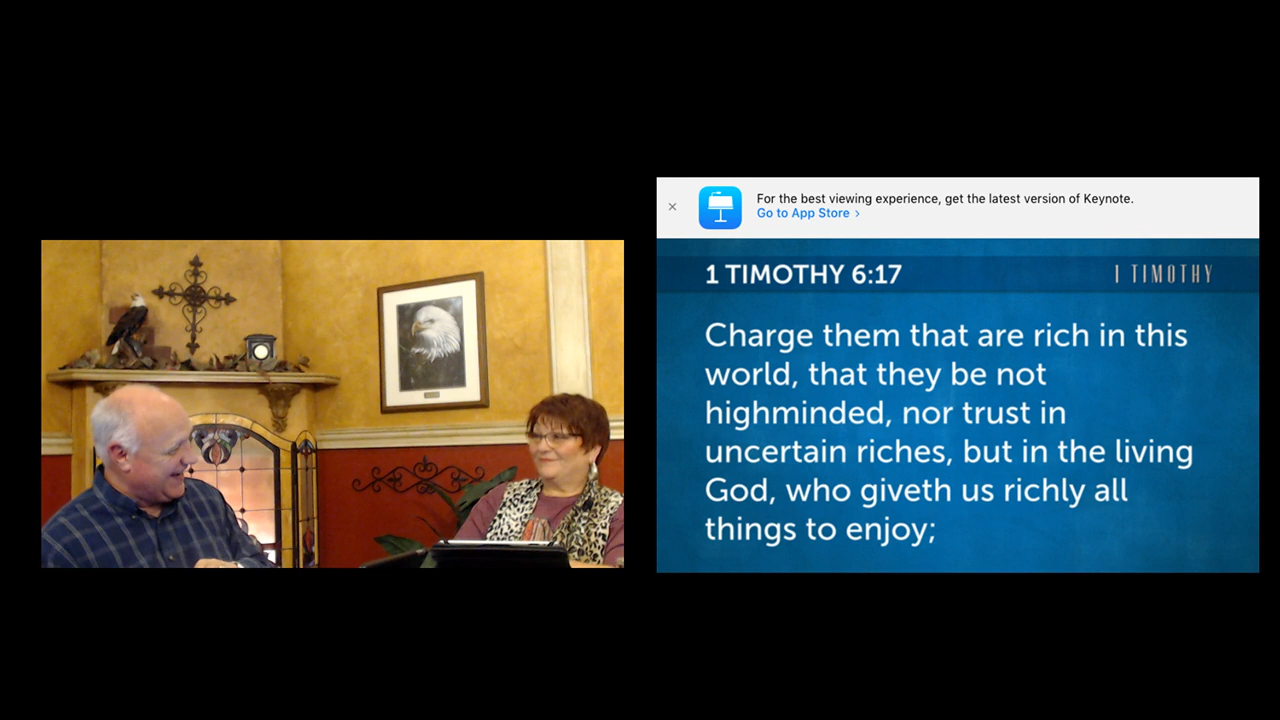 For the best viewing experience, get the latest version of Keynote.
Go to App Store >
1 TIMOTHY 6:17
1 TIMOTHY
Charge them that are rich in this
world, that they be not
highminded, nor trust in
uncertain riches, but in the living
God, who giveth us richly all
things to enjoy;